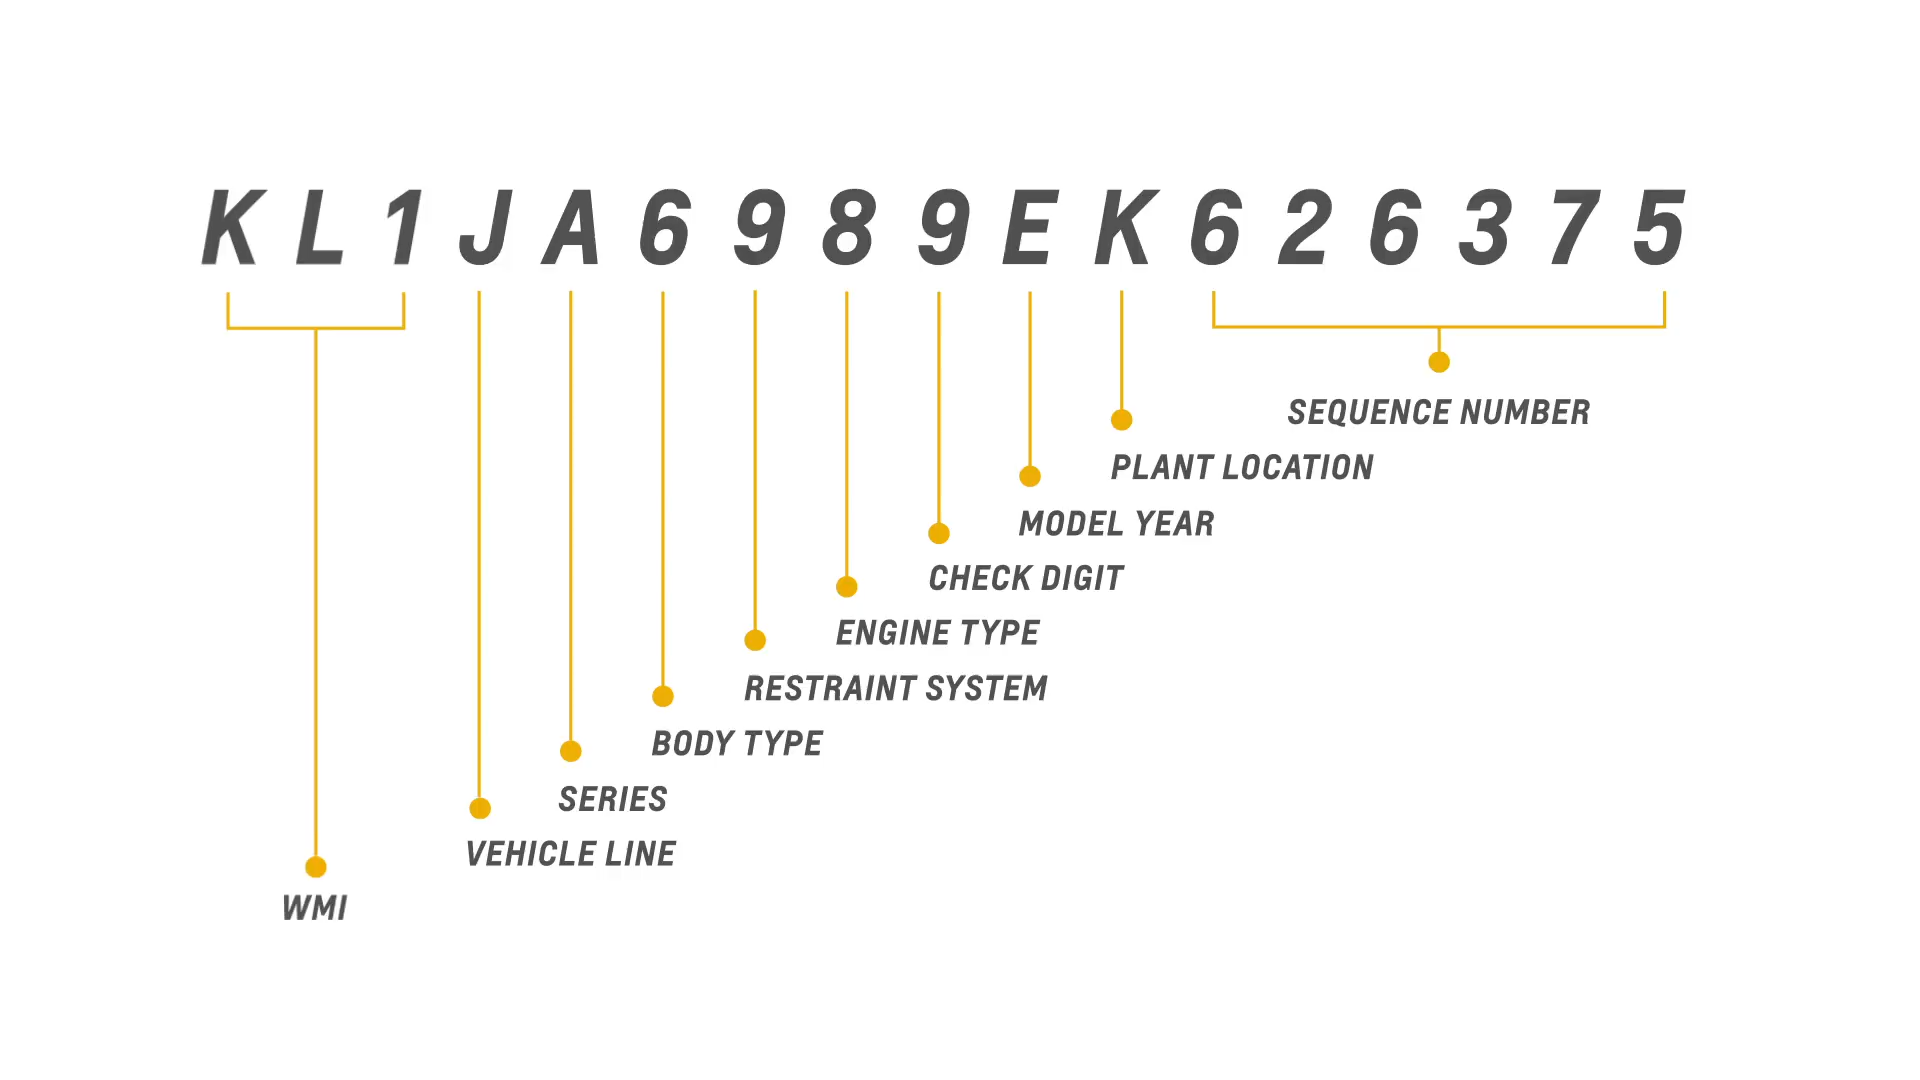 KL1JA6989EK626375
SEQUENCE NUMBER
PLANT LOCATION
MODEL YEAR
CHECK DIGIT
ENGINE TYPE
RESTRAINT SYSTEM
BODY TYPE
SERIES
VEHICLE LINE
WMI